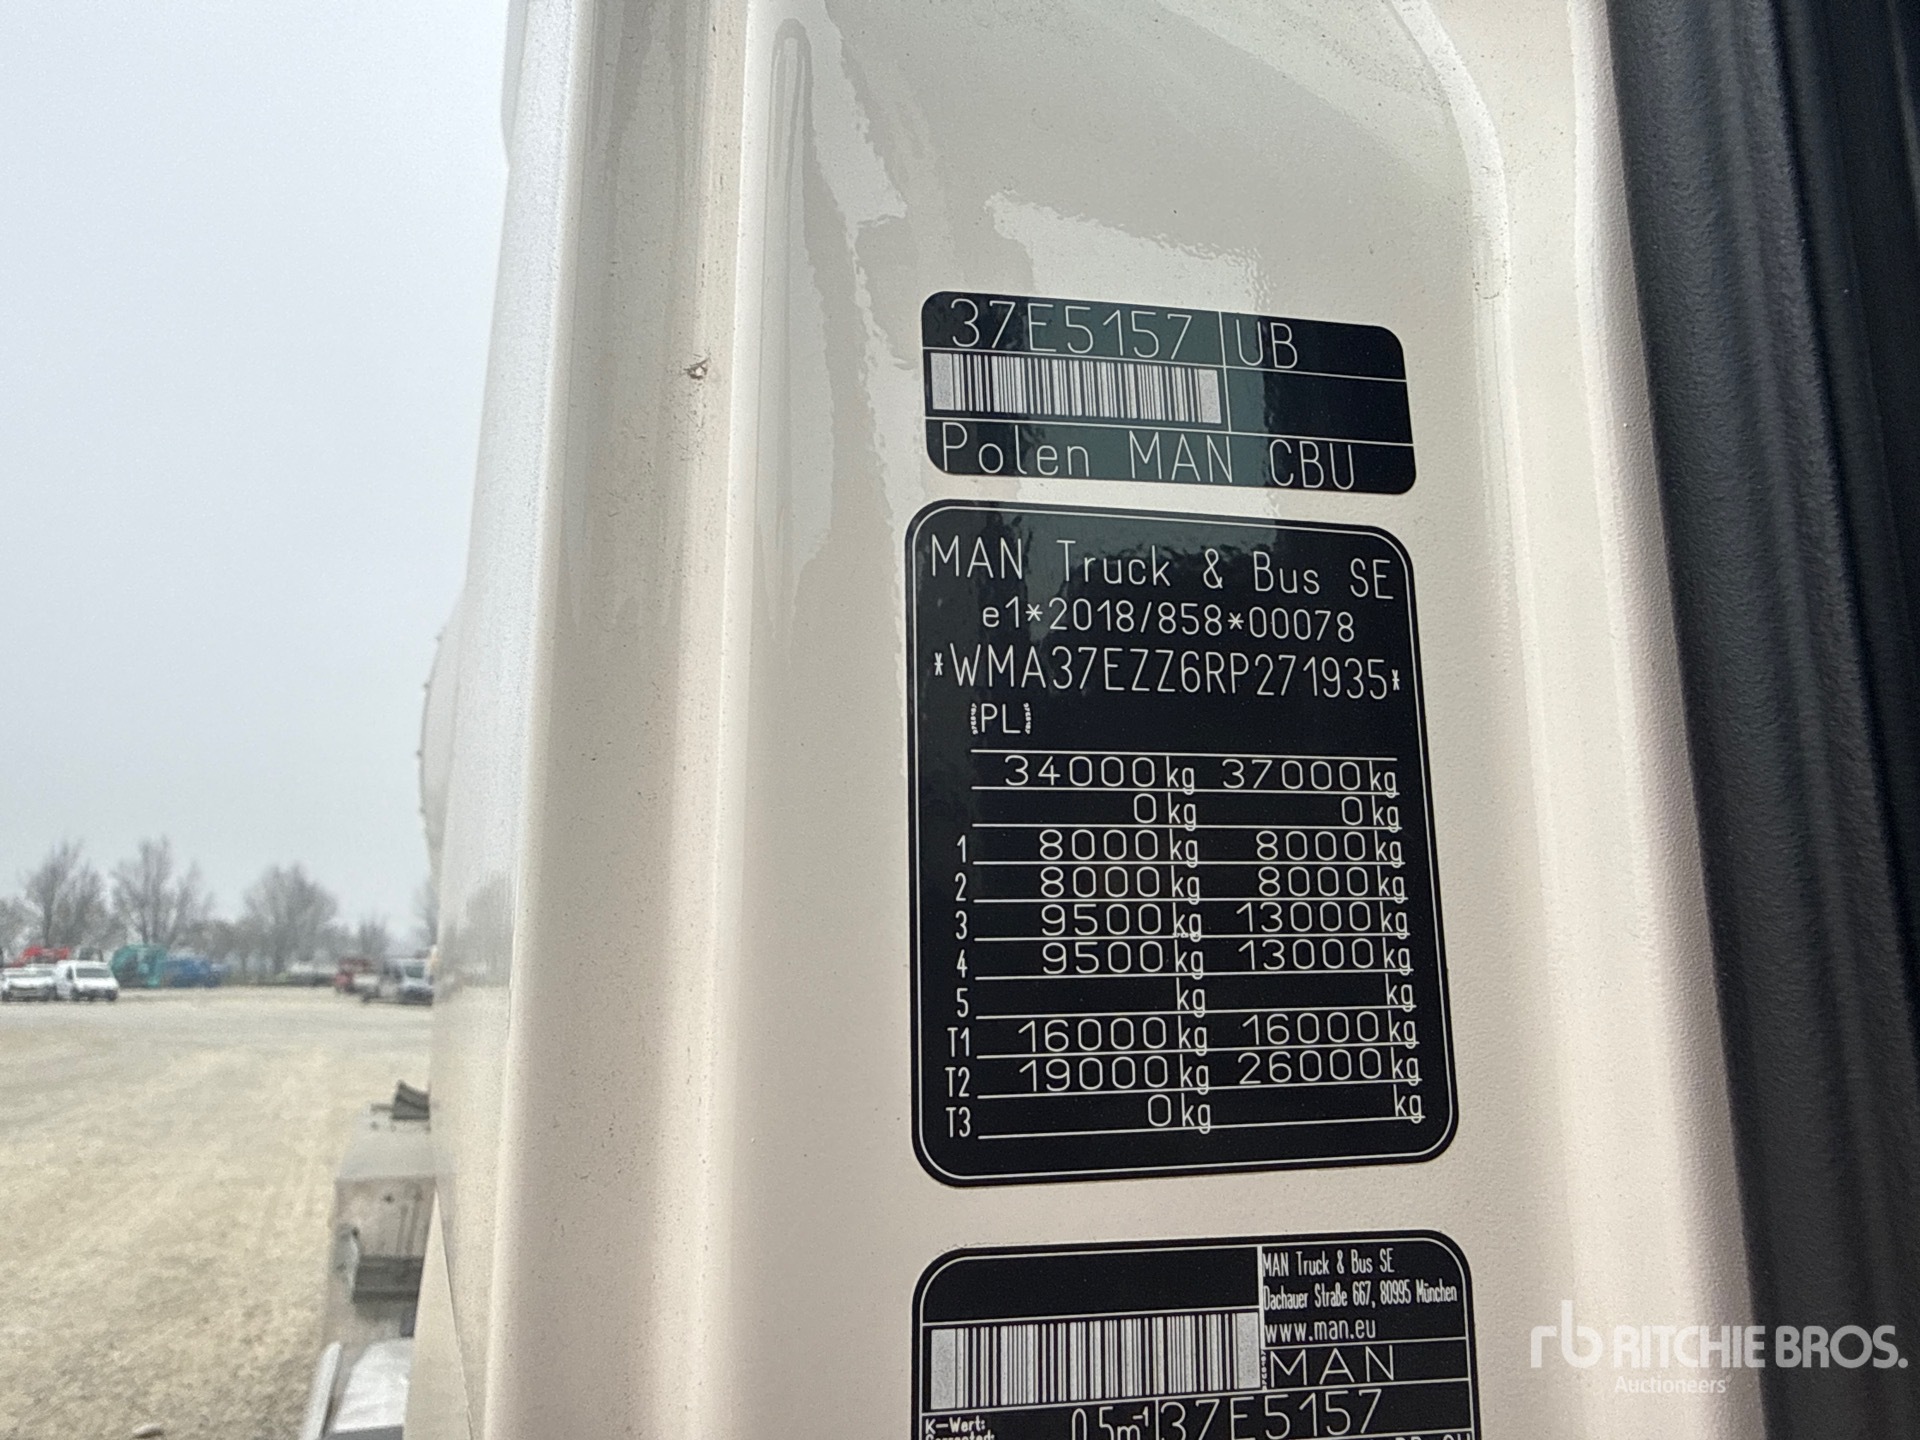 37E5157 UB
Polen MAN CBU
MAN Truck & Bus SE
e1*2018/858*00078
*WMA37EZZ6RP271935*
PL
34000kg 37000kg
0kg 0kg
1 8000kg 8000kg
2 8000kg 8000kg
3 9500kg 13000kg
4 9500kg 13000kg
5 kg kg
T1 16000kg 16000kg
T2 19000kg 26000kg
T3 0kg kg
MAN Truck & Bus SE
Dachauer Straße 667, 80995 München
www.man.eu
MAN
K-Wert: 0,5m⁻¹ 37E5157
rb RITCHIE BROS.
Auctioneers